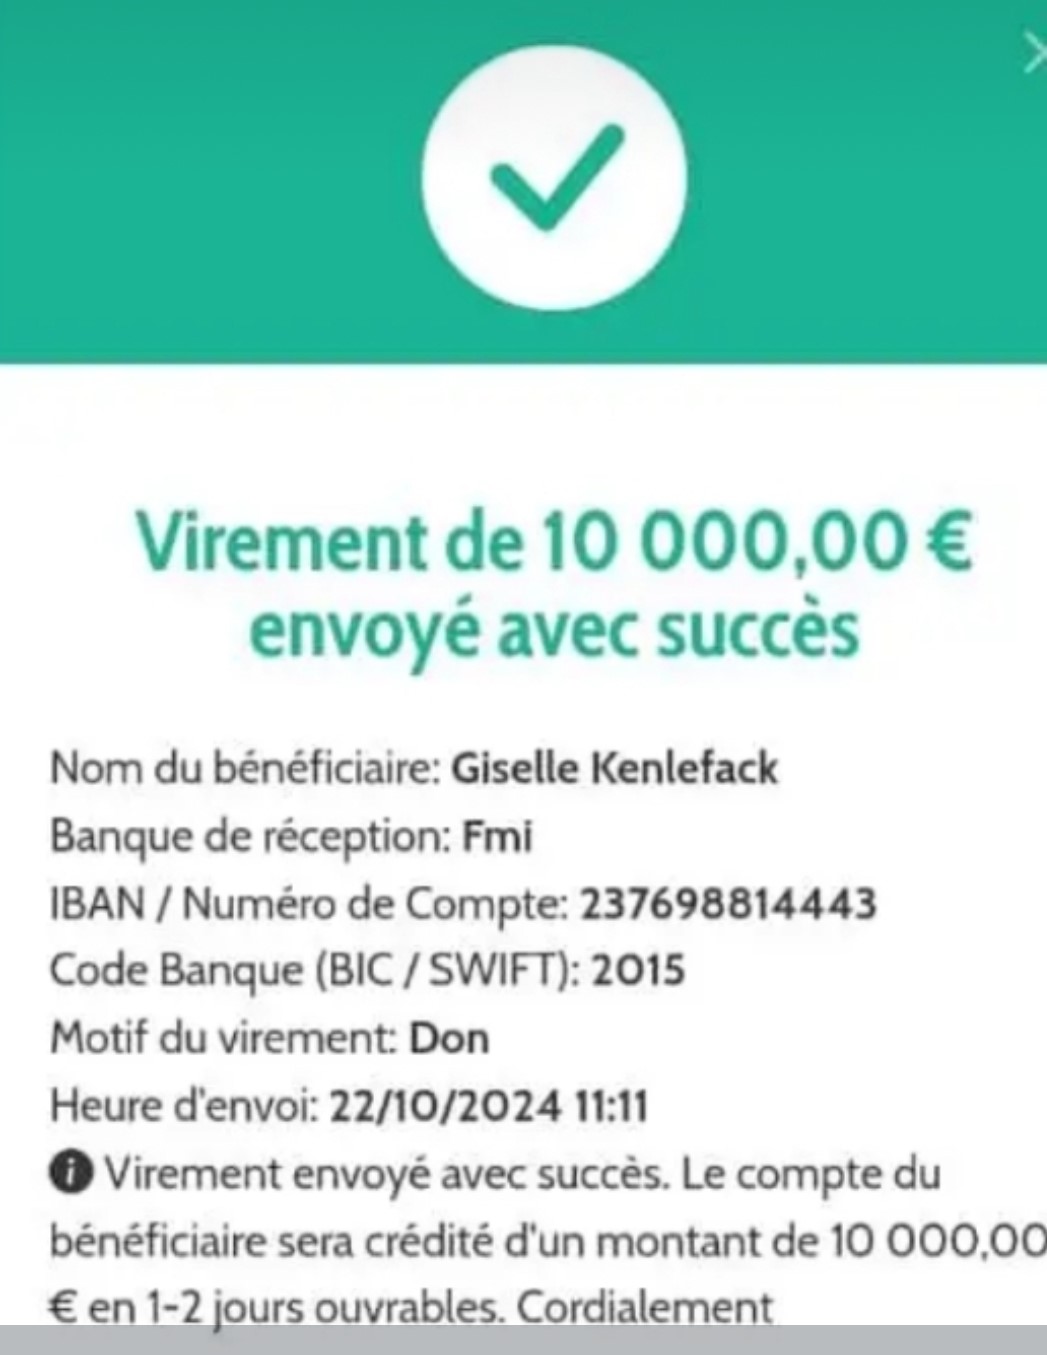 Virement de 10 000,00 €
envoyé avec succès
Nom du bénéficiaire: Giselle Kenlefack
Banque de réception: Fmi
IBAN / Numéro de Compte: 237698814443
Code Banque (BIC / SWIFT): 2015
Motif du virement: Don
Heure d'envoi: 22/10/2024 11:11
i Virement envoyé avec succès. Le compte du
bénéficiaire sera crédité d'un montant de 10 000,00
€ en 1-2 jours ouvrables. Cordialement